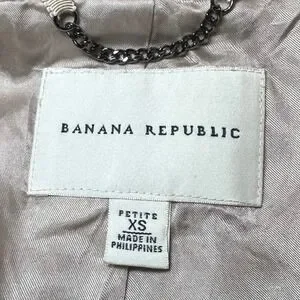 BANANA REPUBLIC
PETITE
XS
MADE IN
PHILIPPINES